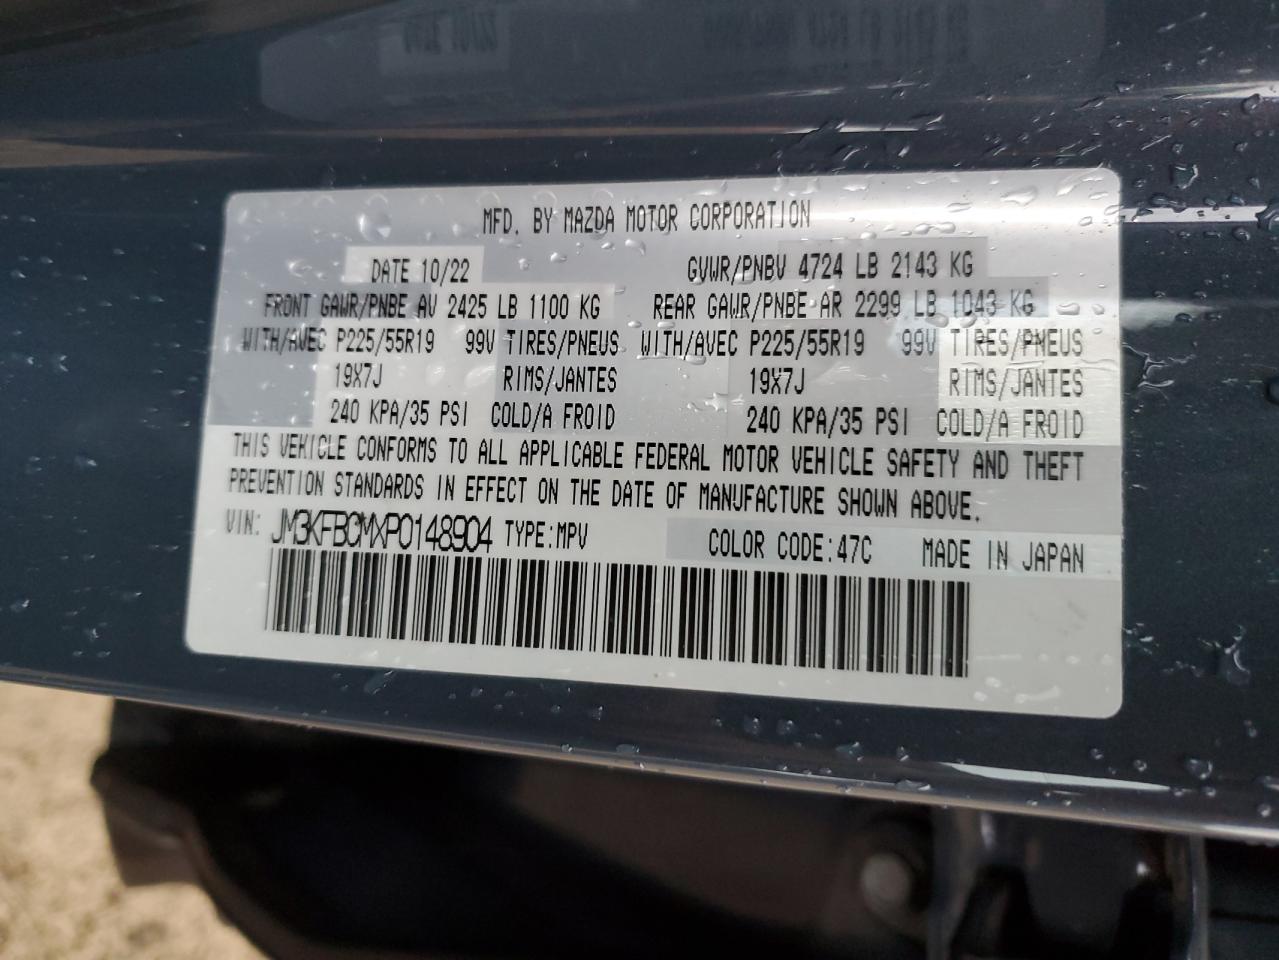 MFD. BY MAZDA MOTOR CORPORATION
DATE 10/22 GVWR/PNBV 4724 LB 2143 KG
FRONT GAWR/PNBE AV 2425 LB 1100 KG REAR GAWR/PNBE AR 2299 LB 1043 KG
WITH/AVEC P225/55R19 99V TIRES/PNEUS WITH/AVEC P225/55R19 99V TIRES/PNEUS
19X7J RIMS/JANTES 19X7J RIMS/JANTES
240 KPA/35 PSI COLD/A FROID 240 KPA/35 PSI COLD/A FROID
THIS VEHICLE CONFORMS TO ALL APPLICABLE FEDERAL MOTOR VEHICLE SAFETY AND THEFT
PREVENTION STANDARDS IN EFFECT ON THE DATE OF MANUFACTURE SHOWN ABOVE.
VIN: JM3KFBCMXP0148904 TYPE:MPV COLOR CODE:47C MADE IN JAPAN